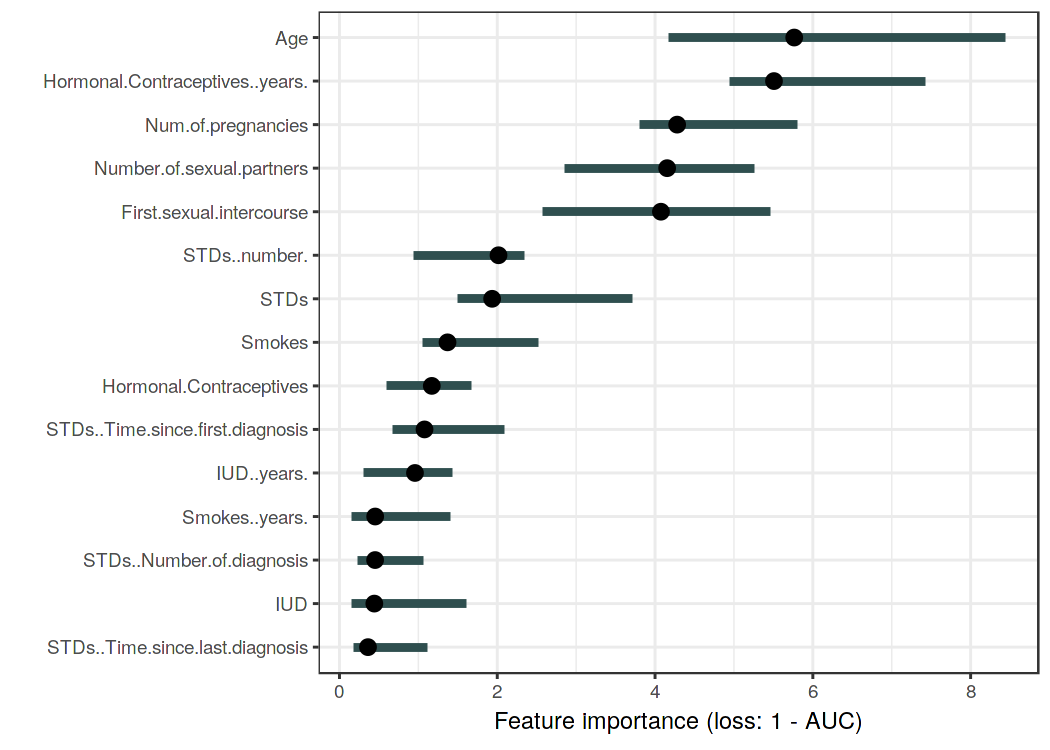 Age
Hormonal.Contraceptives..years.
Num.of.pregnancies
Number.of.sexual.partners
First.sexual.intercourse
STDs..number.
STDs
Smokes
Hormonal.Contraceptives
STDs..Time.since.first.diagnosis
IUD..years.
Smokes..years.
STDs..Number.of.diagnosis
IUD
STDs..Time.since.last.diagnosis
0 2 4 6 8
Feature importance (loss: 1 - AUC)